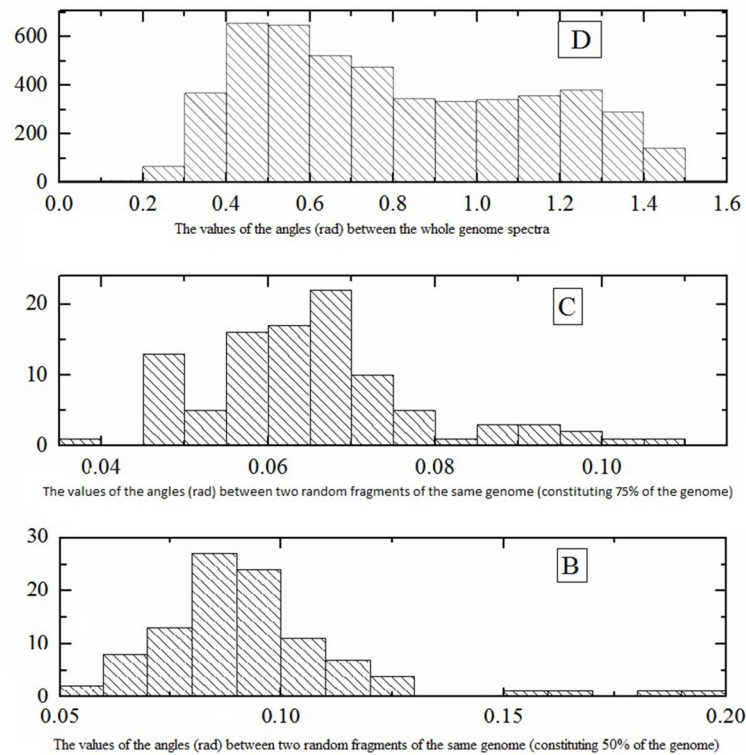 600
D
400
200
0
0.0 0.2 0.4 0.6 0.8 1.0 1.2 1.4 1.6
The values of the angles (rad) between the whole genome spectra
20
C
10
0
0.04 0.06 0.08 0.10
The values of the angles (rad) between two random fragments of the same genome (constituting 75% of the genome)
30
B
20
10
0
0.05 0.10 0.15 0.20
The values of the angles (rad) between two random fragments of the same genome (constituting 50% of the genome)